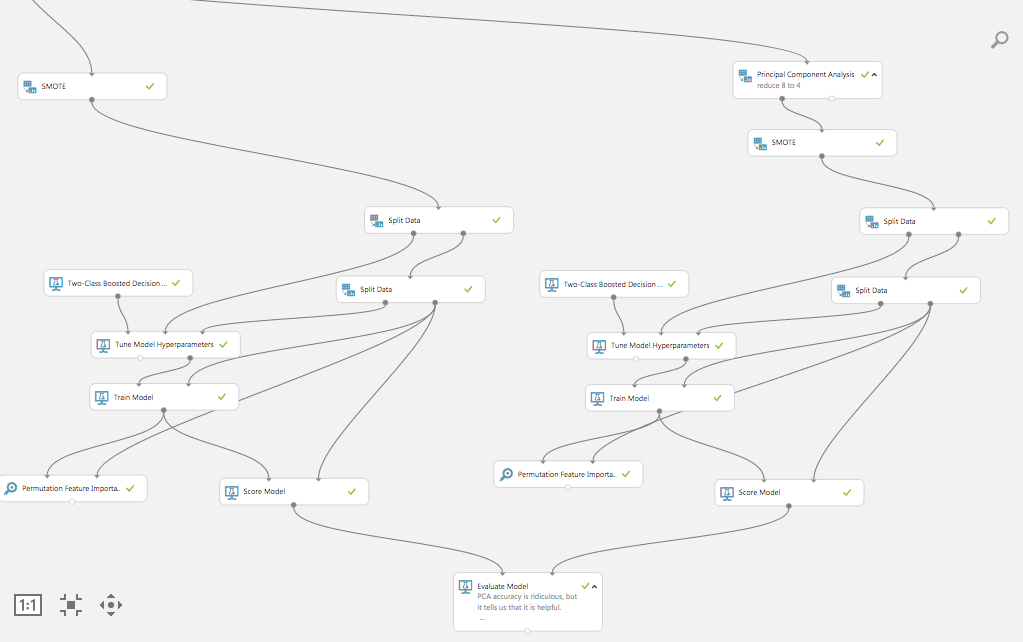 SMOTE
Principal Component Analysis
reduce 8 to 4
SMOTE
Split Data
Split Data
Two-Class Boosted Decision ...
Split Data
Two-Class Boosted Decision ...
Split Data
Tune Model Hyperparameters
Tune Model Hyperparameters
Train Model
Train Model
Permutation Feature Importa..
Score Model
Permutation Feature Importa..
Score Model
Evaluate Model
PCA accuracy is ridiculous, but
it tells us that it is helpful.
...
1:1